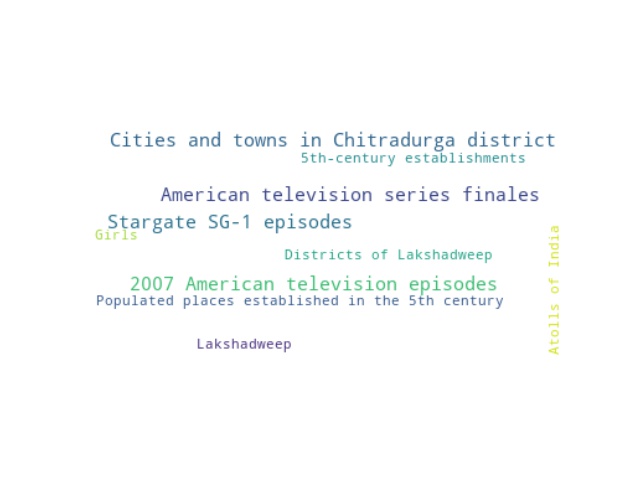 Cities and towns in Chitradurga district
5th-century establishments
American television series finales
Stargate SG-1 episodes
Girls
Districts of Lakshadweep
2007 American television episodes
Populated places established in the 5th century
Lakshadweep
Atolls of India